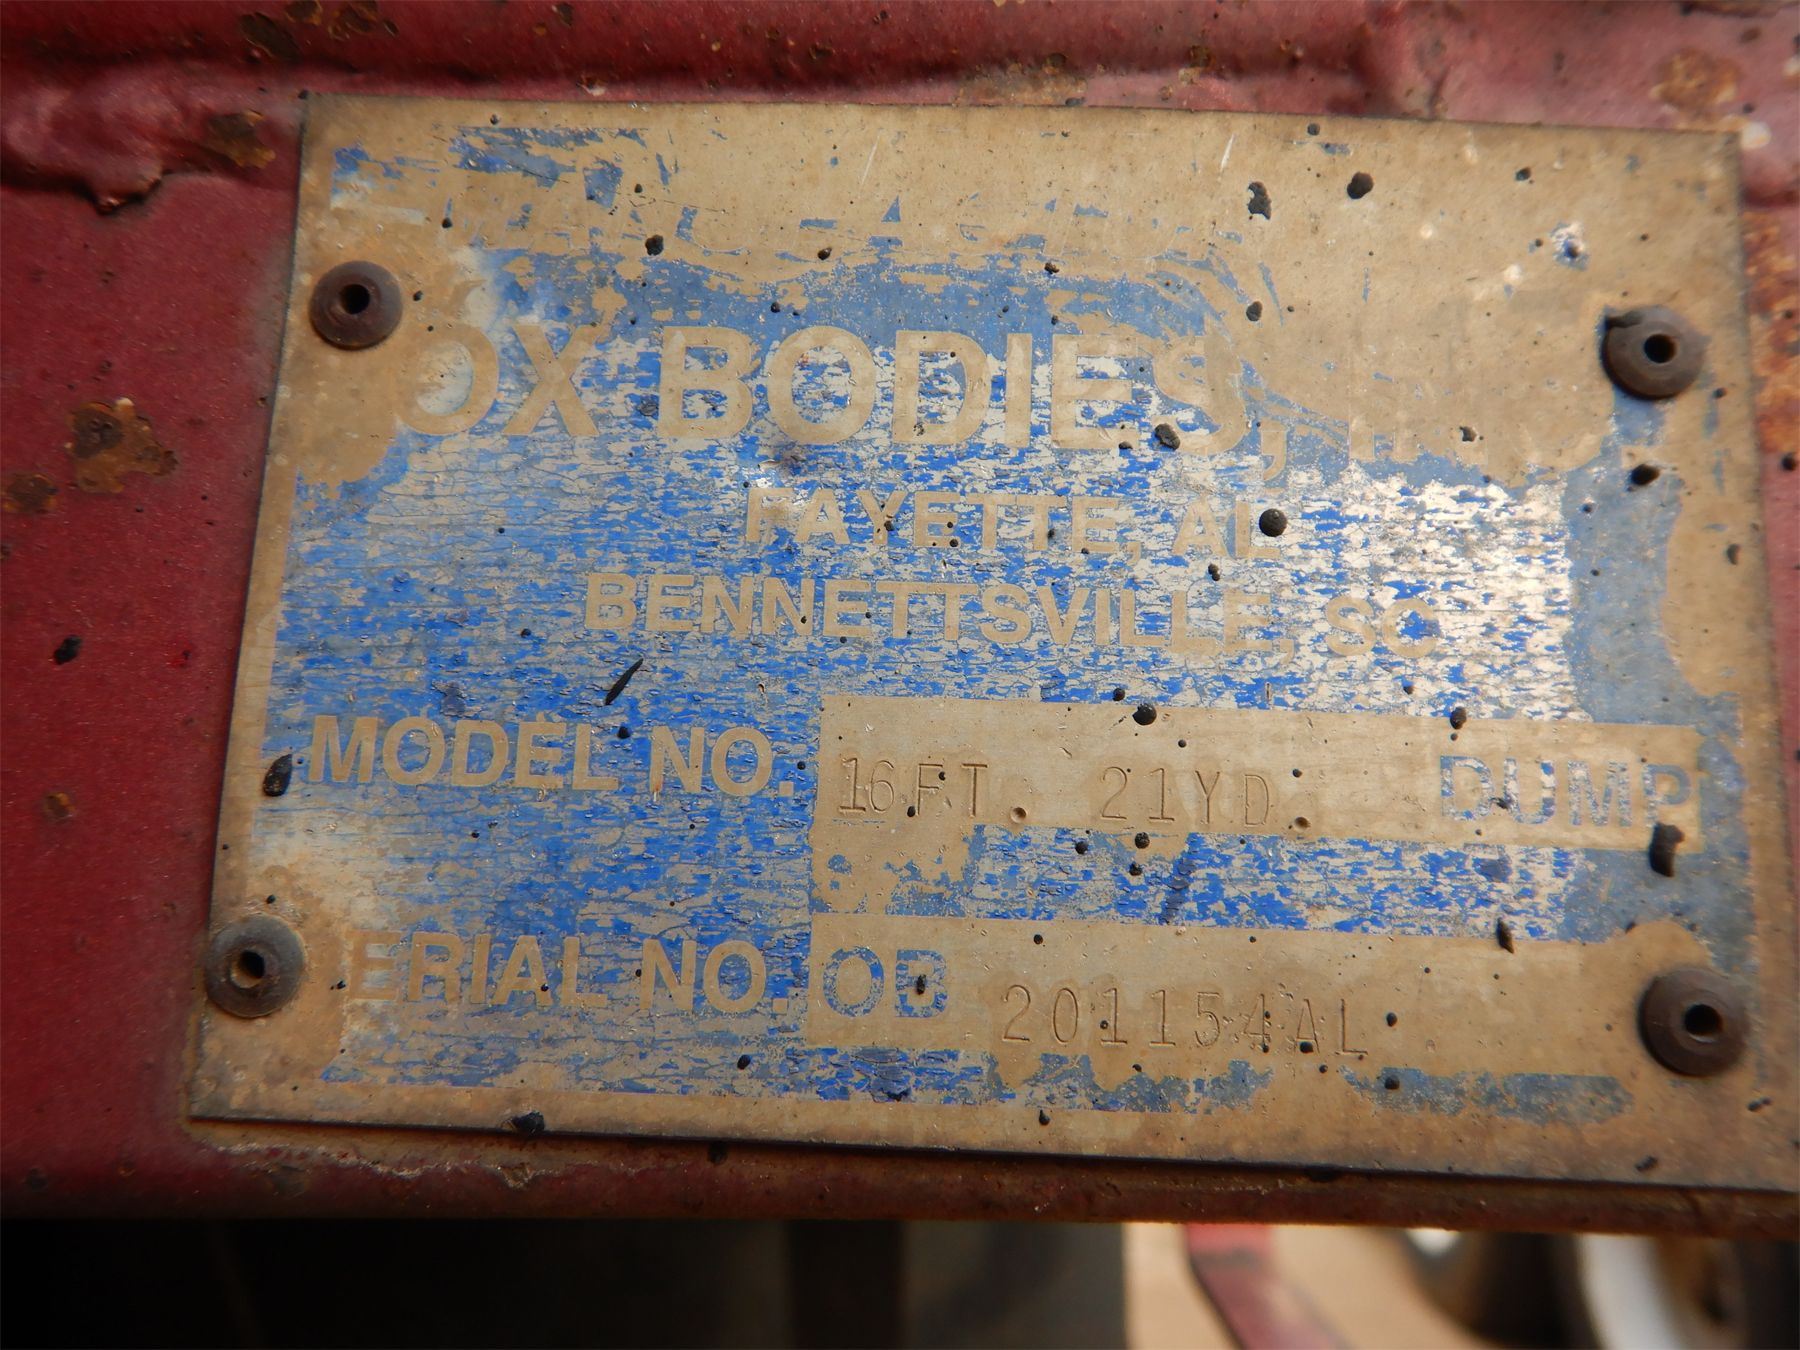 OX BODIES,
FAYETTE, AL
BENNETTSVILLE, SC
MODEL NO. 16FT. 21YD. DUMP
ERIAL NO. OB 201154AL